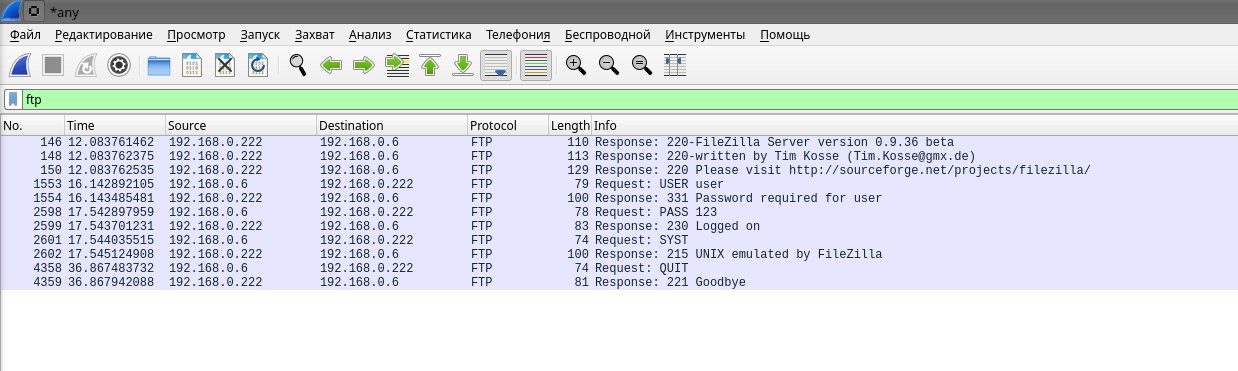 *any
Файл Редактирование Просмотр Запуск Захват Анализ Статистика Телефония Беспроводной Инструменты Помощь
ftp
No. Time Source Destination Protocol Length Info
146 12.083761462 192.168.0.222 192.168.0.6 FTP 110 Response: 220-FileZilla Server version 0.9.36 beta
148 12.083762375 192.168.0.222 192.168.0.6 FTP 113 Response: 220-written by Tim Kosse (Tim.Kosse@gmx.de)
150 12.083762535 192.168.0.222 192.168.0.6 FTP 129 Response: 220 Please visit http://sourceforge.net/projects/filezilla/
1553 16.142892105 192.168.0.6 192.168.0.222 FTP 79 Request: USER user
1554 16.143485481 192.168.0.222 192.168.0.6 FTP 100 Response: 331 Password required for user
2598 17.542897959 192.168.0.6 192.168.0.222 FTP 78 Request: PASS 123
2599 17.543701231 192.168.0.222 192.168.0.6 FTP 83 Response: 230 Logged on
2601 17.544035515 192.168.0.6 192.168.0.222 FTP 74 Request: SYST
2602 17.545124908 192.168.0.222 192.168.0.6 FTP 100 Response: 215 UNIX emulated by FileZilla
4358 36.867483732 192.168.0.6 192.168.0.222 FTP 74 Request: QUIT
4359 36.867942088 192.168.0.222 192.168.0.6 FTP 81 Response: 221 Goodbye